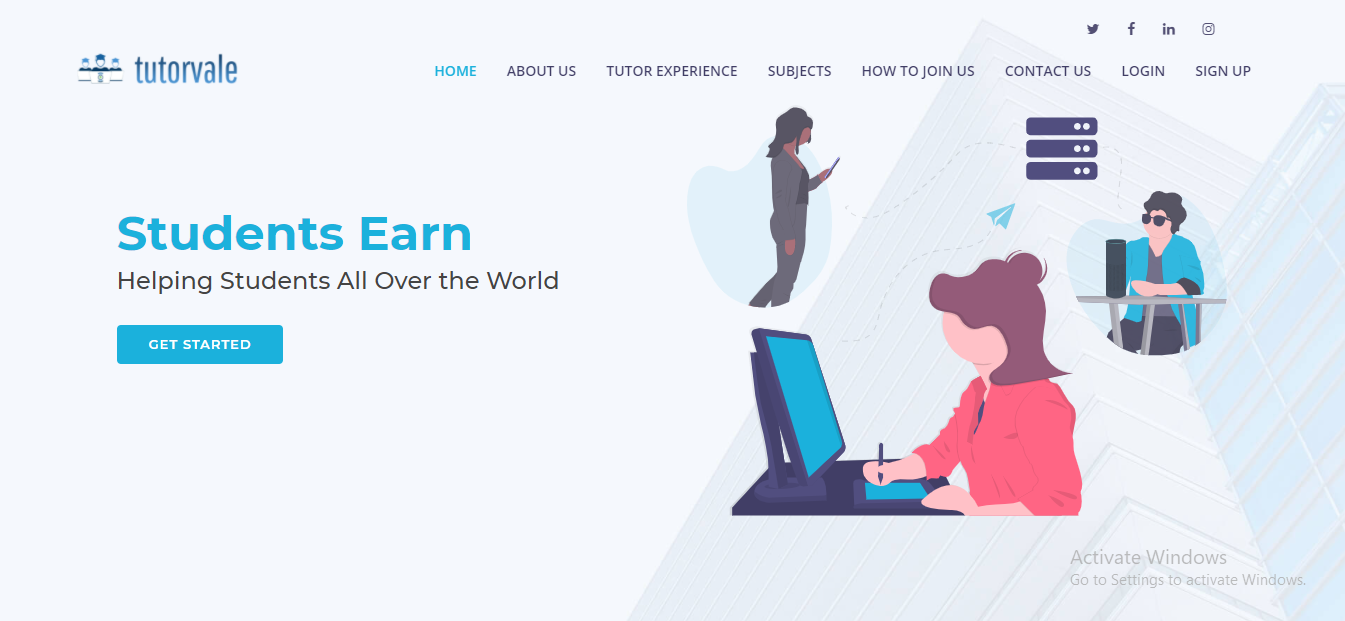 tutorvale
HOME ABOUT US TUTOR EXPERIENCE SUBJECTS HOW TO JOIN US CONTACT US LOGIN SIGN UP
Students Earn
Helping Students All Over the World
GET STARTED
Activate Windows
Go to Settings to activate Windows.